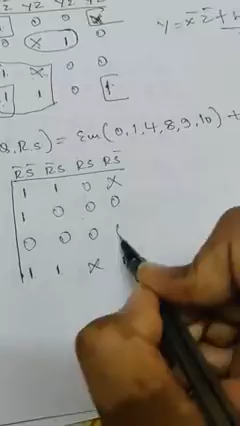 YZ YZ
0 0 X
0 X 1 0
y = x̄ z̄ +
1 X 0 0
1 1 0 1
Q,R,S) = Σm(0,1,4,8,9,10) +
R̄S̄ R̄S RS RS̄
1 1 0 X
1 0 0 0
0 0 0
1 1 X